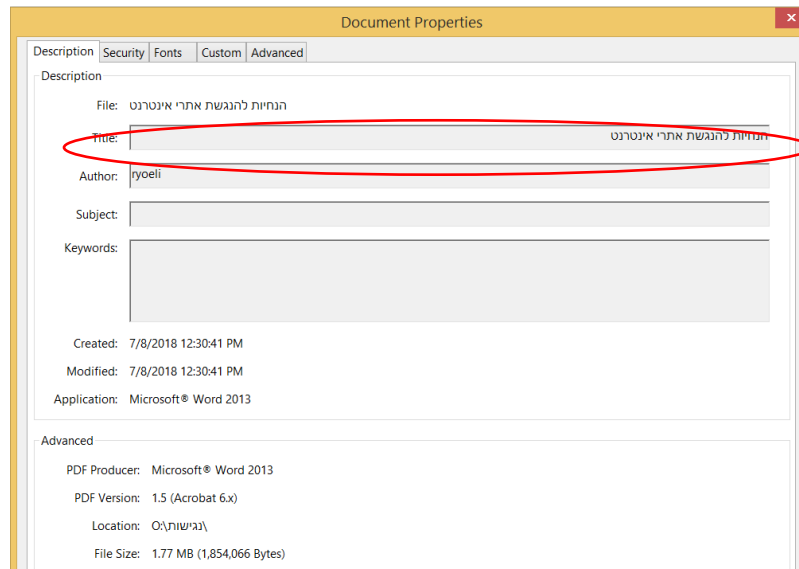 Document Properties
Description Security Fonts Custom Advanced
Description
File: הנחיות להנגשת אתרי אינטרנט
Title: הנחיות להנגשת אתרי אינטרנט
Author: ryoeli
Subject:
Keywords:
Created: 7/8/2018 12:30:41 PM
Modified: 7/8/2018 12:30:41 PM
Application: Microsoft® Word 2013
Advanced
PDF Producer: Microsoft® Word 2013
PDF Version: 1.5 (Acrobat 6.x)
Location: O:\נגישות\
File Size: 1.77 MB (1,854,066 Bytes)